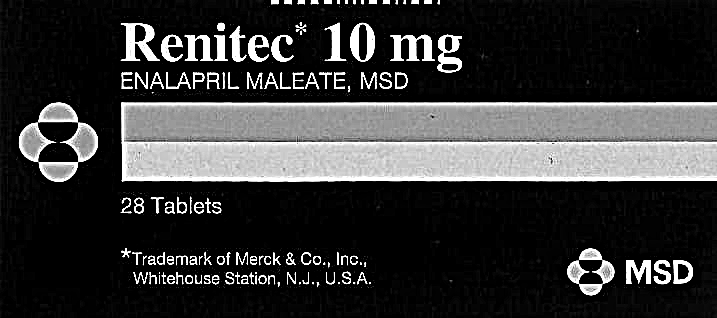 Renitec* 10 mg
ENALAPRIL MALEATE, MSD
28 Tablets
*Trademark of Merck & Co., Inc.,
Whitehouse Station, N.J., U.S.A.
MSD